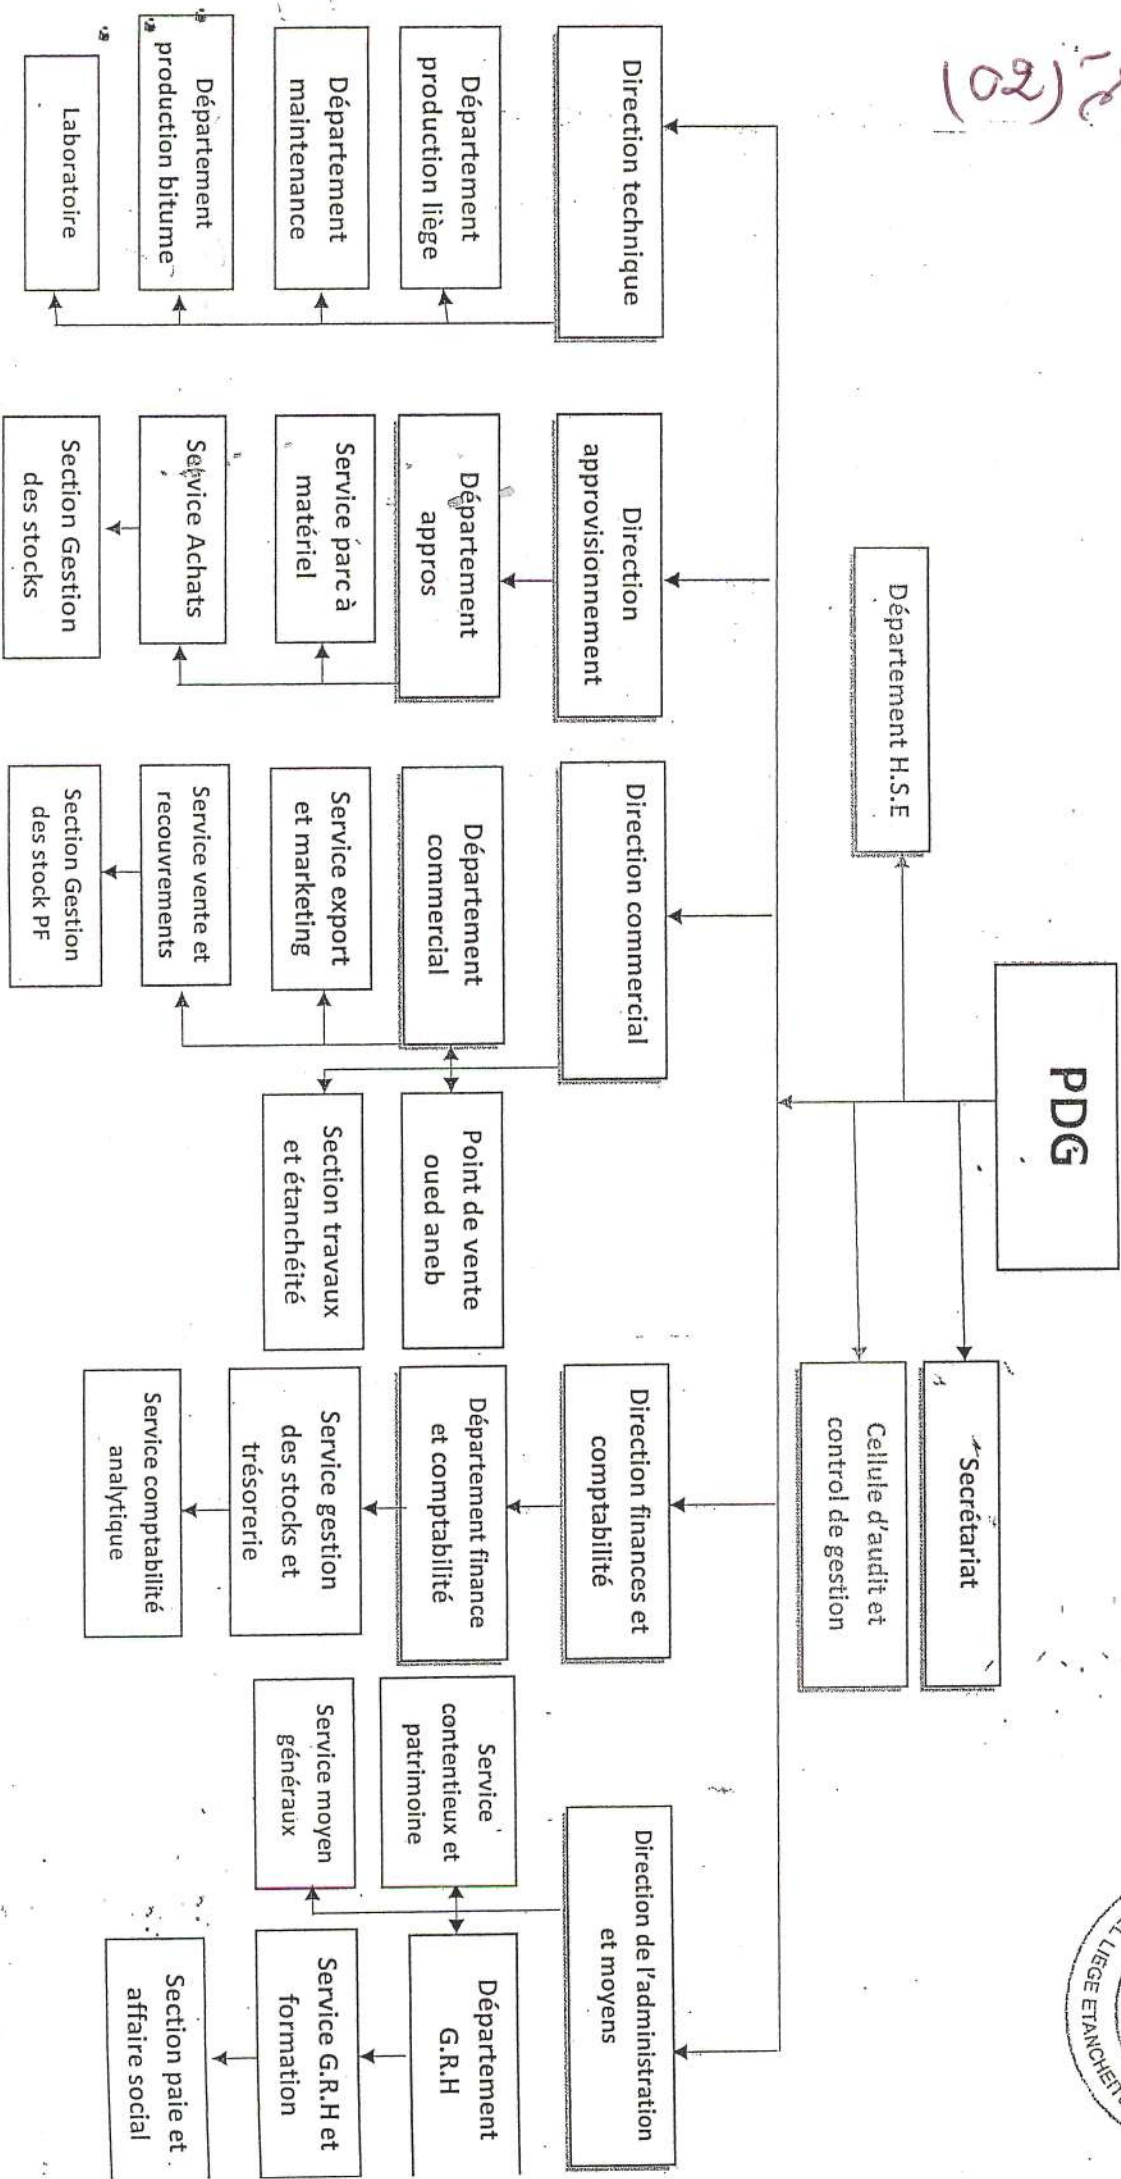 (02)
PDG
Secrétariat
Département H.S.E
Cellule d'audit et
control de gestion
Direction technique
Direction
approvisionnement
Direction commercial
Direction finances et
comptabilité
Direction de l'administration
et moyens
Département
production liège
Département
maintenance
Département
production bitume
Laboratoire
Département
appros
Service parc à
matériel
Service Achats
Section Gestion
des stocks
Département
commercial
Service export
et marketing
Service vente et
recouvrements
Section Gestion
des stock PF
Point de vente
oued aneb
Section travaux
et étanchéité
Département finance
et comptabilité
Service gestion
des stocks et
trésorerie
Service comptabilité
analytique
Service
contentieux et
patrimoine
Service moyen
généraux
Département
G.R.H
Service G.R.H et
formation
Section paie et
affaire social
LIEGE ETANCHEIT